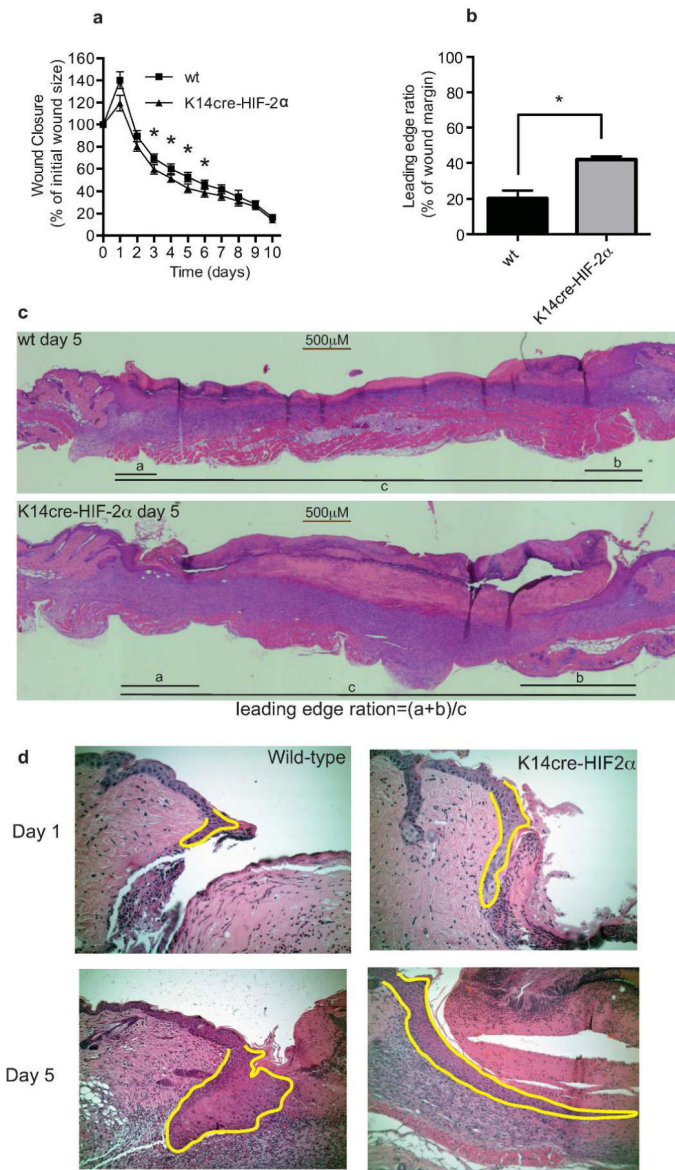 a
Wound Closure
(% of initial wound size)
160
140
120
100
80
60
40
20
0
wt
K14cre-HIF-2α
* * * *
0 1 2 3 4 5 6 7 8 9 10
Time (days)
b
Leading edge ratio
(% of wound margin)
100
80
60
40
20
0
*
wt
K14cre-HIF-2α
c
wt day 5
500μM
a
b
c
K14cre-HIF-2α day 5
500μM
a
b
c
leading edge ration=(a+b)/c
d
Wild-type
K14cre-HIF2α
Day 1
Day 5